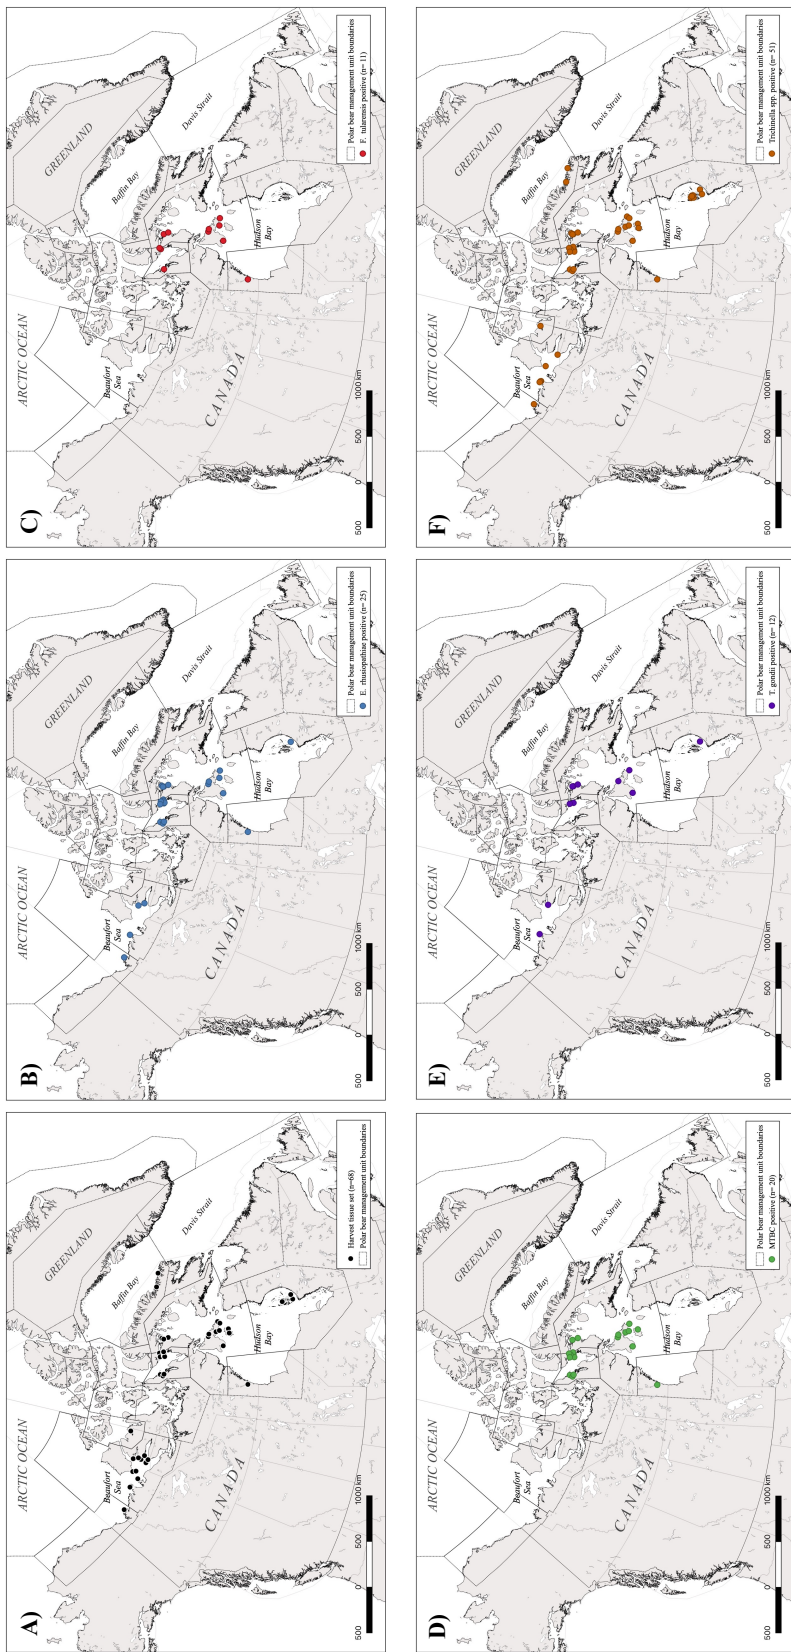 A)
ARCTIC OCEAN
GREENLAND
Beaufort
Sea
Baffin Bay
Davis Strait
CANADA
Hudson
Bay
500 0 500 1000 km
Harvest tissue set (n=68)
Polar bear management unit boundaries
B)
ARCTIC OCEAN
GREENLAND
Beaufort
Sea
Baffin Bay
Davis Strait
CANADA
Hudson
Bay
500 0 500 1000 km
Polar bear management unit boundaries
E. rhusiopathiae positive (n= 25)
C)
ARCTIC OCEAN
GREENLAND
Beaufort
Sea
Baffin Bay
Davis Strait
CANADA
Hudson
Bay
500 0 500 1000 km
Polar bear management unit boundaries
F. tularensis positive (n= 11)
D)
ARCTIC OCEAN
GREENLAND
Beaufort
Sea
Baffin Bay
Davis Strait
CANADA
Hudson
Bay
500 0 500 1000 km
Polar bear management unit boundaries
MTBC positive (n= 20)
E)
ARCTIC OCEAN
GREENLAND
Beaufort
Sea
Baffin Bay
Davis Strait
CANADA
Hudson
Bay
500 0 500 1000 km
Polar bear management unit boundaries
T. gondii positive (n= 12)
F)
ARCTIC OCEAN
GREENLAND
Beaufort
Sea
Baffin Bay
Davis Strait
CANADA
Hudson
Bay
500 0 500 1000 km
Polar bear management unit boundaries
Trichinella spp. positive (n= 51)